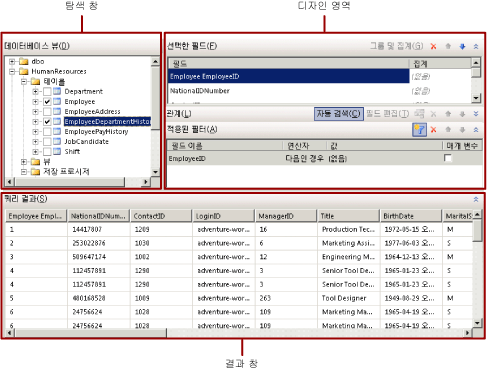 탐색 창
디자인 영역
데이터베이스 뷰(D)
dbo
HumanResources
테이블
Department
Employee
EmployeeAddress
EmployeeDepartmentHisto
EmployeePayHistory
JobCandidate
Shift
뷰
저장 프로시저
선택한 필드(F)
그룹 및 집계(G)
필드 집계
Employee EmployeeID (없음)
NationalIDNumber (없음)
관계(L) 자동 검색(C) 필드 편집(T)
적용된 필터(A)
필드 이름 연산자 값 매개 변수
EmployeeID 다음인 경우 (없음)
쿼리 결과(S)
Employee Empl... NationalIDNum... ContactID LoginID ManagerID Title BirthDate MaritalS
1 14417807 1209 adventure-wor... 16 Production Tec... 1972-05-15 오... M
2 253022876 1030 adventure-wor... 6 Marketing Assi... 1977-06-03 오... S
3 509647174 1002 adventure-wor... 12 Engineering M... 1964-12-13 오... M
4 112457891 1290 adventure-wor... 3 Senior Tool De... 1965-01-23 오... S
4 112457891 1290 adventure-wor... 3 Senior Tool De... 1965-01-23 오... S
5 480168528 1009 adventure-wor... 263 Tool Designer 1949-08-29 오... M
6 24756624 1028 adventure-wor... 109 Marketing Ma... 1965-04-19 오... S
6 24756624 1028 adventure-wor... 109 Marketing Ma... 1965-04-19 오... S
결과 창